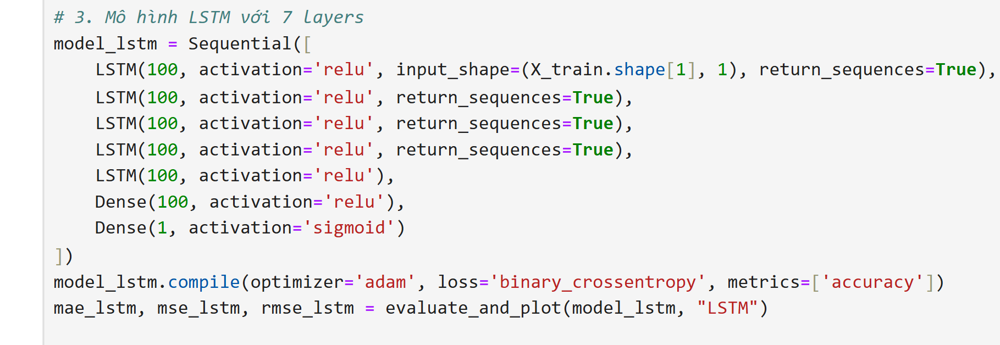 # 3. Mô hình LSTM với 7 layers
model_lstm = Sequential([
    LSTM(100, activation='relu', input_shape=(X_train.shape[1], 1), return_sequences=True),
    LSTM(100, activation='relu', return_sequences=True),
    LSTM(100, activation='relu', return_sequences=True),
    LSTM(100, activation='relu', return_sequences=True),
    LSTM(100, activation='relu'),
    Dense(100, activation='relu'),
    Dense(1, activation='sigmoid')
])
model_lstm.compile(optimizer='adam', loss='binary_crossentropy', metrics=['accuracy'])
mae_lstm, mse_lstm, rmse_lstm = evaluate_and_plot(model_lstm, "LSTM")